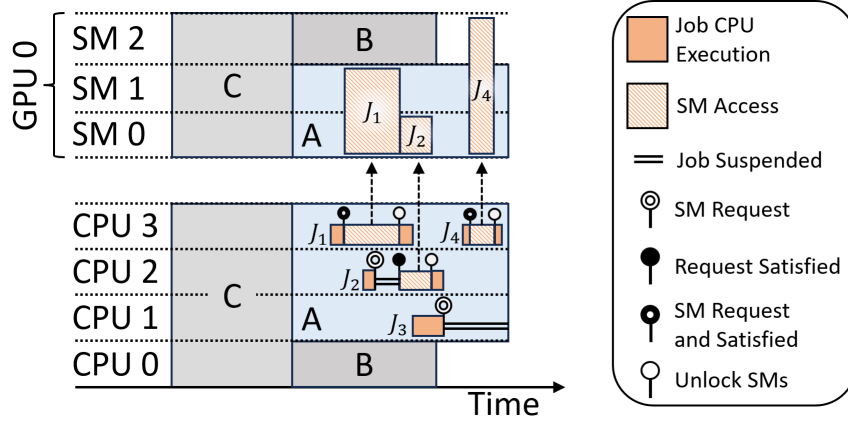 GPU 0
SM 2
SM 1
SM 0
C
B
A
J₁
J₂
J₄
CPU 3
CPU 2
CPU 1
CPU 0
C
A
B
J₁
J₄
J₂
J₃
Time
Job CPU
Execution
SM Access
Job Suspended
SM Request
Request Satisfied
SM Request
and Satisfied
Unlock SMs